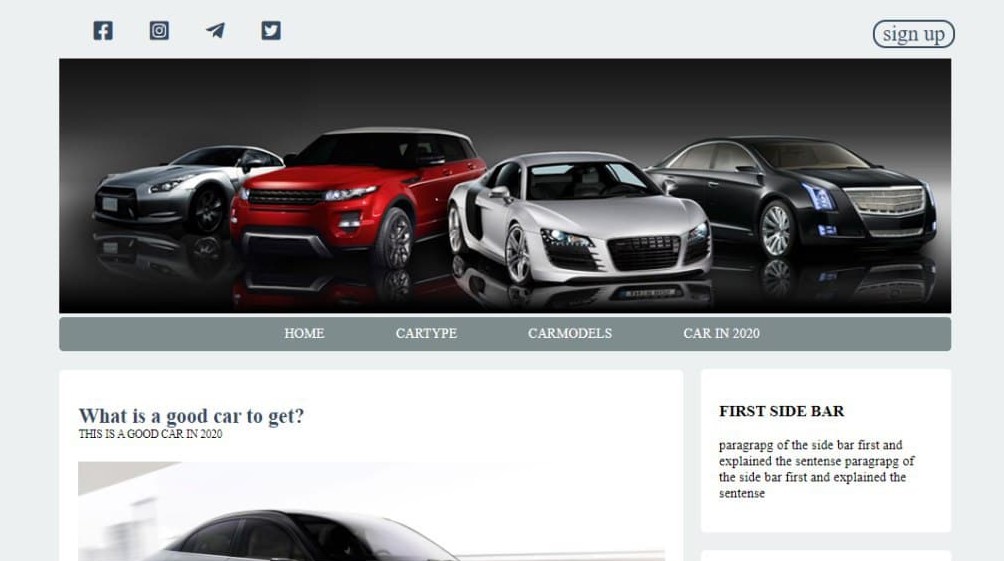 sign up
HOME CARTYPE CARMODELS CAR IN 2020
What is a good car to get?
THIS IS A GOOD CAR IN 2020
FIRST SIDE BAR
paragrapg of the side bar first and
explained the sentense paragrapg of
the side bar first and explained the
sentense